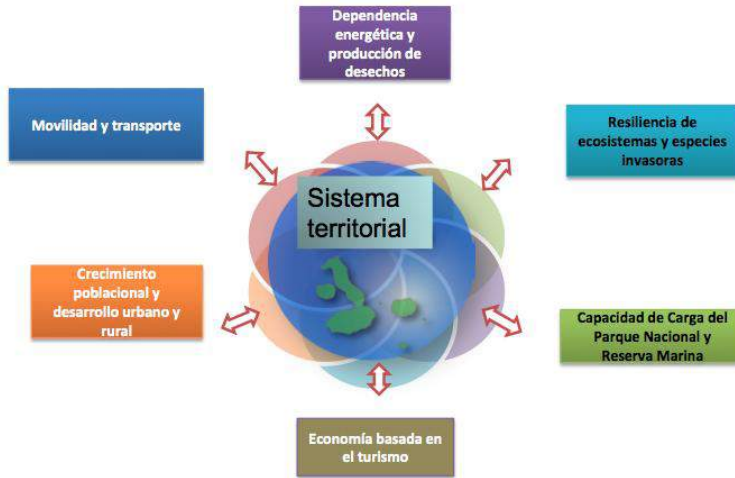 Dependencia
energética y
producción de
desechos
Movilidad y transporte
Resiliencia de
ecosistemas y especies
invasoras
Sistema
territorial
Crecimiento
poblacional y
desarrollo urbano y
rural
Capacidad de Carga del
Parque Nacional y
Reserva Marina
Economía basada en
el turismo